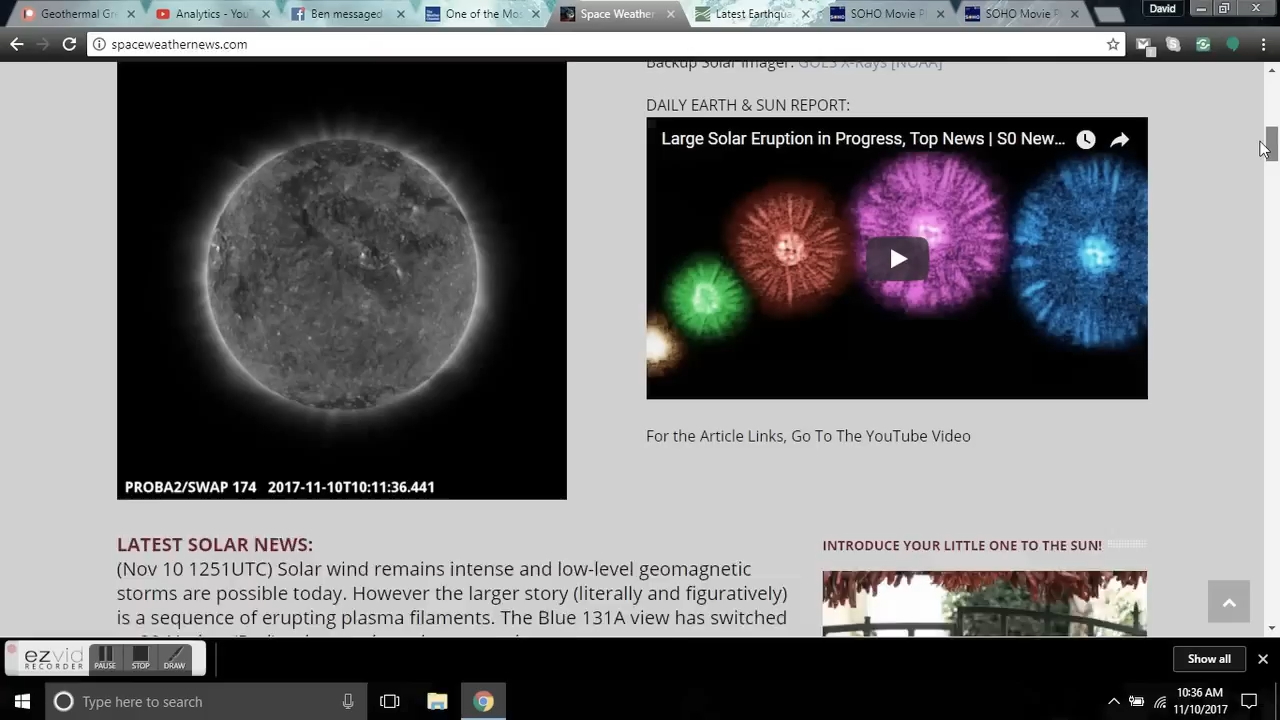 Geothermal Gr
Analytics - You
Ben messaged
One of the Mos
Space Weather
Latest Earthqua
SOHO Movie P
SOHO Movie P
David
spaceweathernews.com
1
Backup Solar Imager: GOES X-Rays [NOAA]
DAILY EARTH & SUN REPORT:
Large Solar Eruption in Progress, Top News | S0 New...
For the Article Links, Go To The YouTube Video
PROBA2/SWAP 174 2017-11-10T10:11:36.441
LATEST SOLAR NEWS:
(Nov 10 1251UTC) Solar wind remains intense and low-level geomagnetic
storms are possible today. However the larger story (literally and figuratively)
is a sequence of erupting plasma filaments. The Blue 131A view has switched
INTRODUCE YOUR LITTLE ONE TO THE SUN!
ezvid
RECORDER
PAUSE
STOP
DRAW
Show all
Type here to search
10:36 AM
11/10/2017